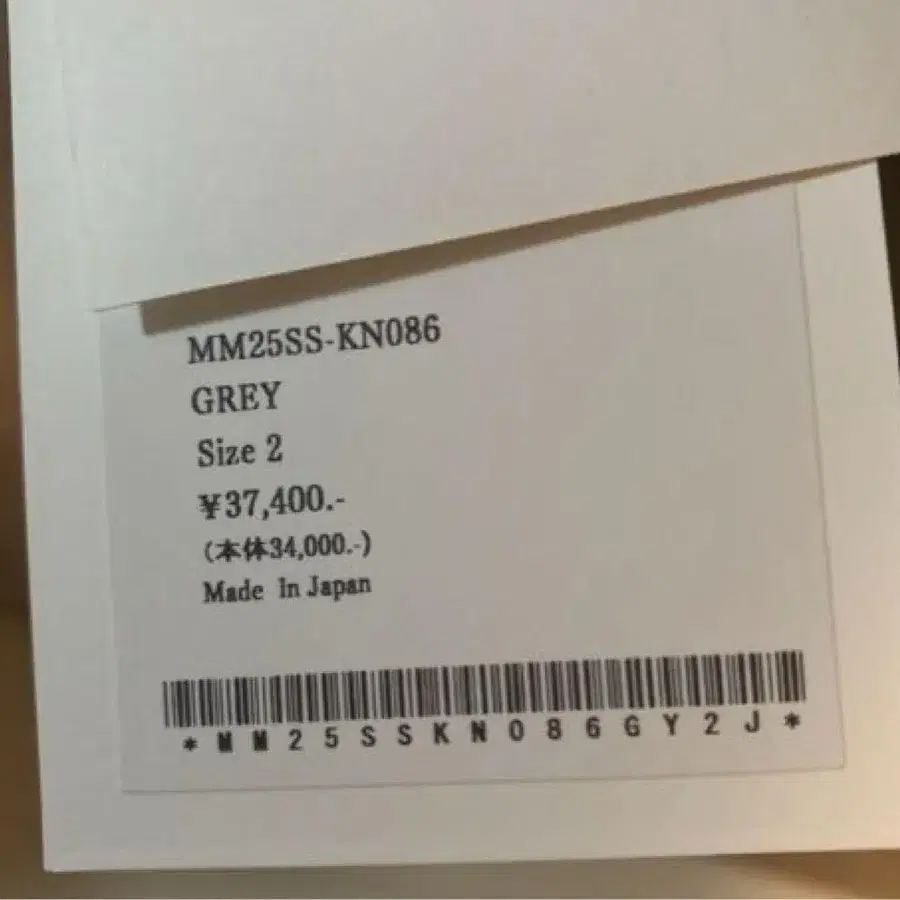 MM25SS-KN086
GREY
Size 2
¥37,400.-
(本体34,000.-)
Made In Japan
*MM25SSKN086GY2J*